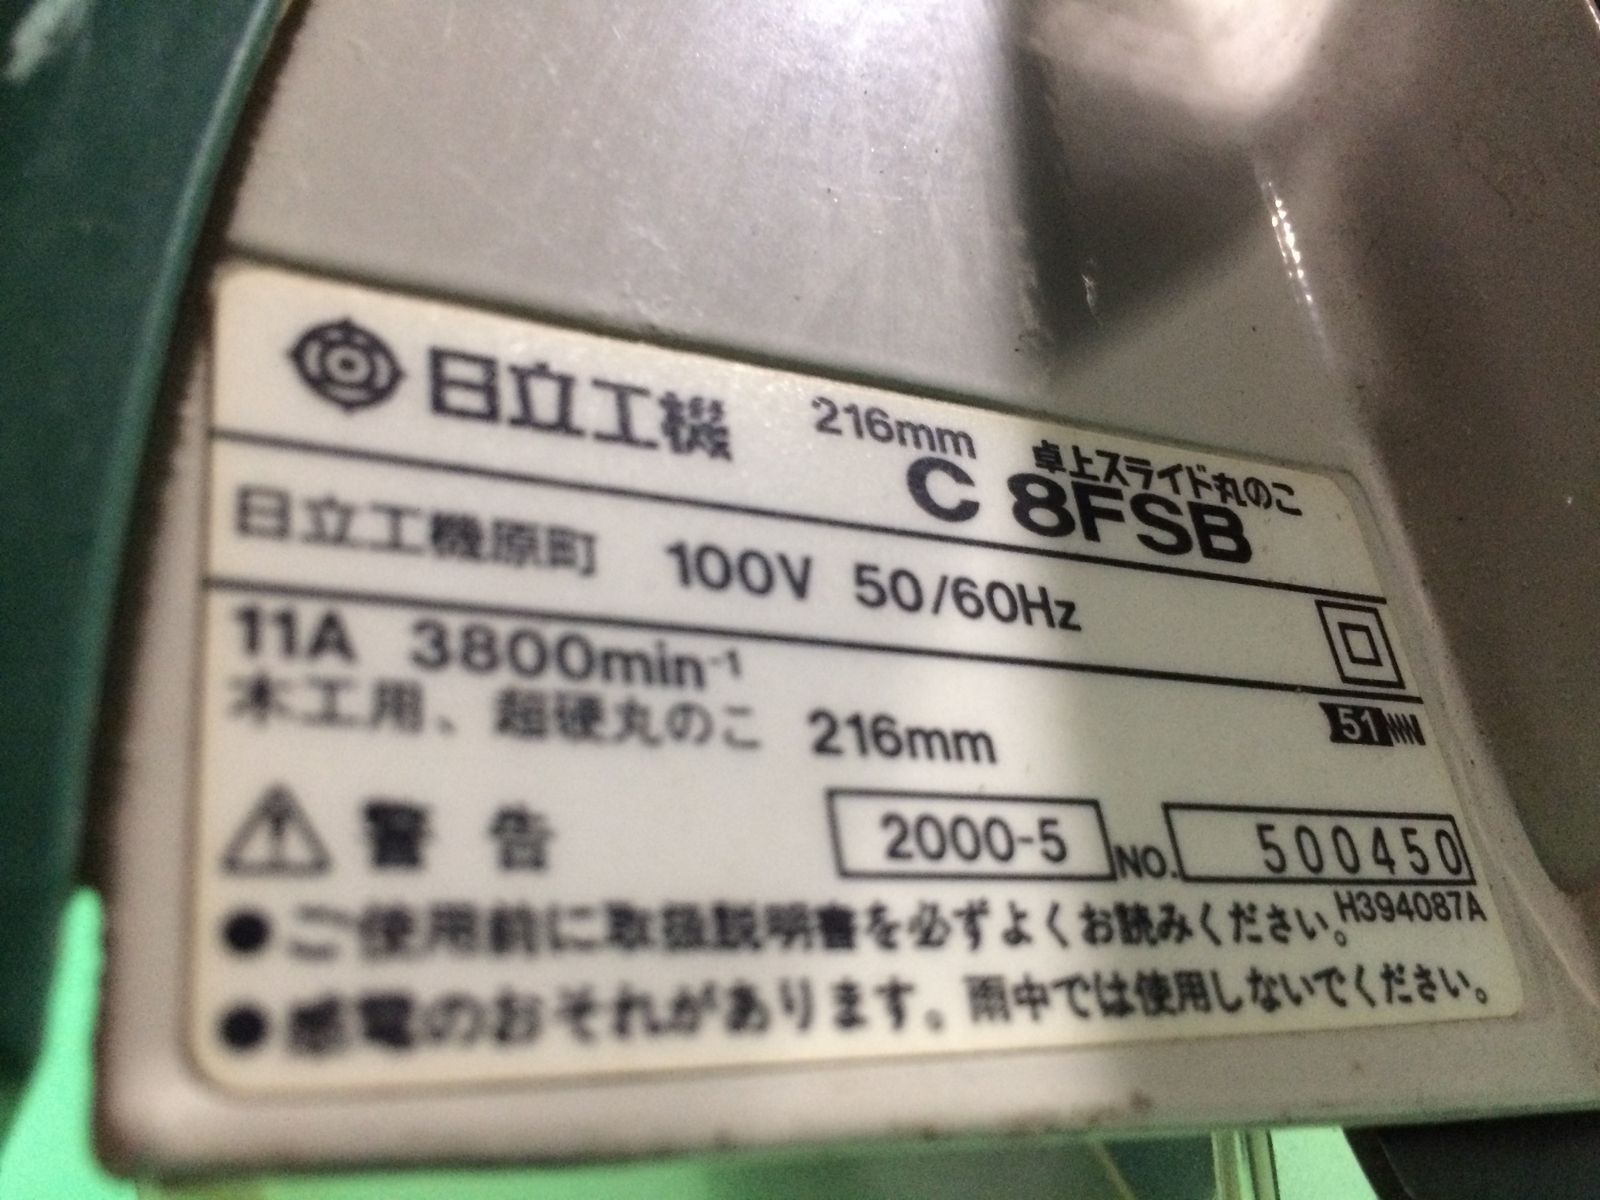 日立工機 216mm 卓上スライド丸のこ
C 8FSB
日立工機原町 100V 50/60Hz
11A 3800min⁻¹
木工用、超硬丸のこ 216mm
51
警告 2000-5 NO. 500450
H394087A
●ご使用前に取扱説明書を必ずよくお読みください。
●感電のおそれがあります。雨中では使用しないでください。